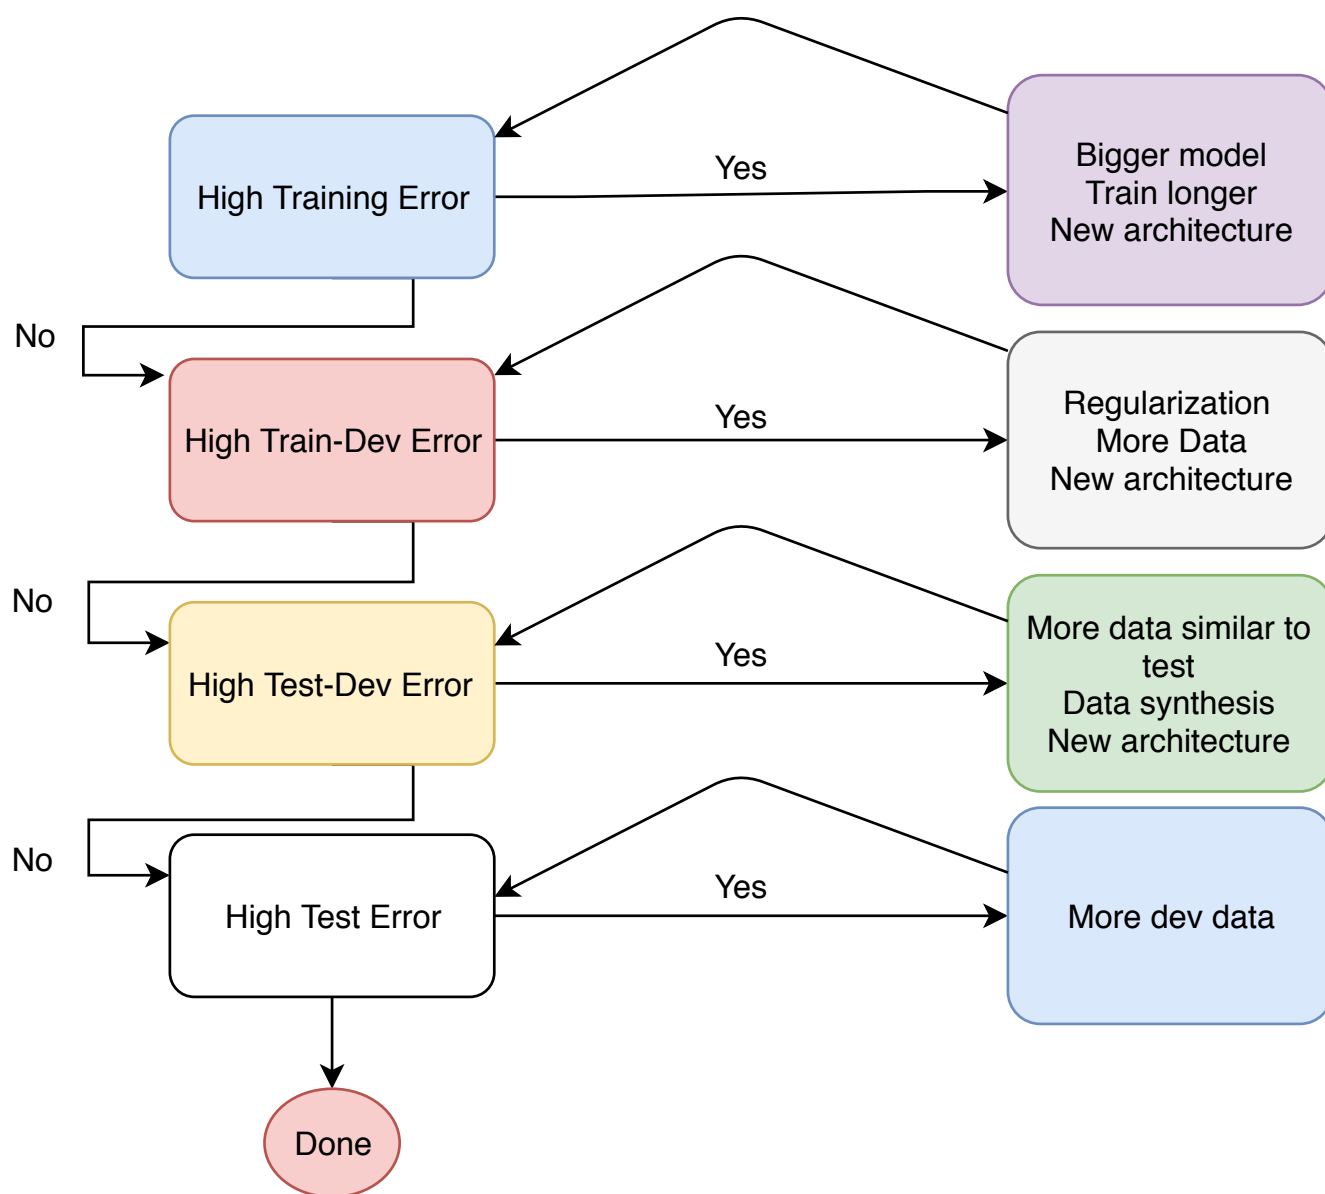 High Training Error
Yes
Bigger model
Train longer
New architecture
No
High Train-Dev Error
Yes
Regularization
More Data
New architecture
No
High Test-Dev Error
Yes
More data similar to
test
Data synthesis
New architecture
No
High Test Error
Yes
More dev data
Done